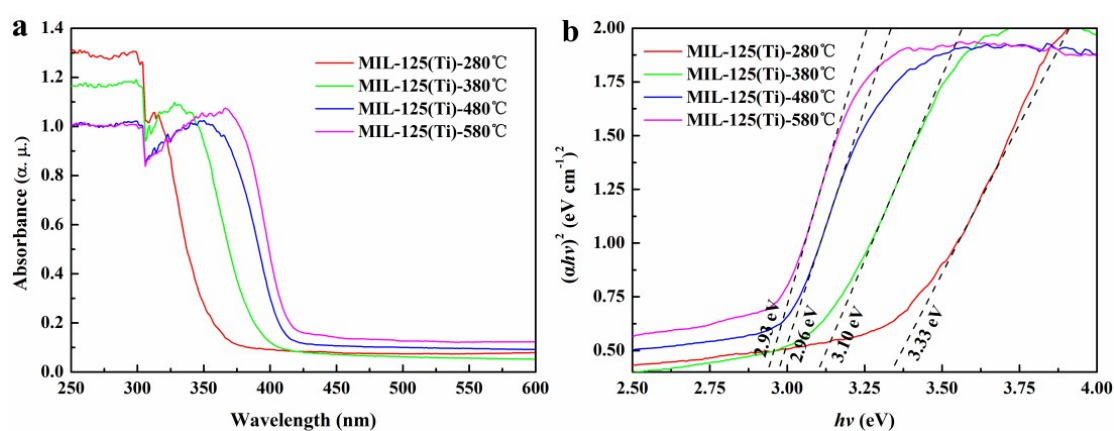 a
1.4
1.2
1.0
0.8
0.6
0.4
0.2
0.0
Absorbance (α. μ.)
MIL-125(Ti)-280℃
MIL-125(Ti)-380℃
MIL-125(Ti)-480℃
MIL-125(Ti)-580℃
250 300 350 400 450 500 550 600
Wavelength (nm)
b
2.00
1.75
1.50
1.25
1.00
0.75
0.50
(αhν)² (eV cm⁻¹)²
MIL-125(Ti)-280℃
MIL-125(Ti)-380℃
MIL-125(Ti)-480℃
MIL-125(Ti)-580℃
2.93 eV
2.96 eV
3.10 eV
3.33 eV
2.50 2.75 3.00 3.25 3.50 3.75 4.00
hν (eV)